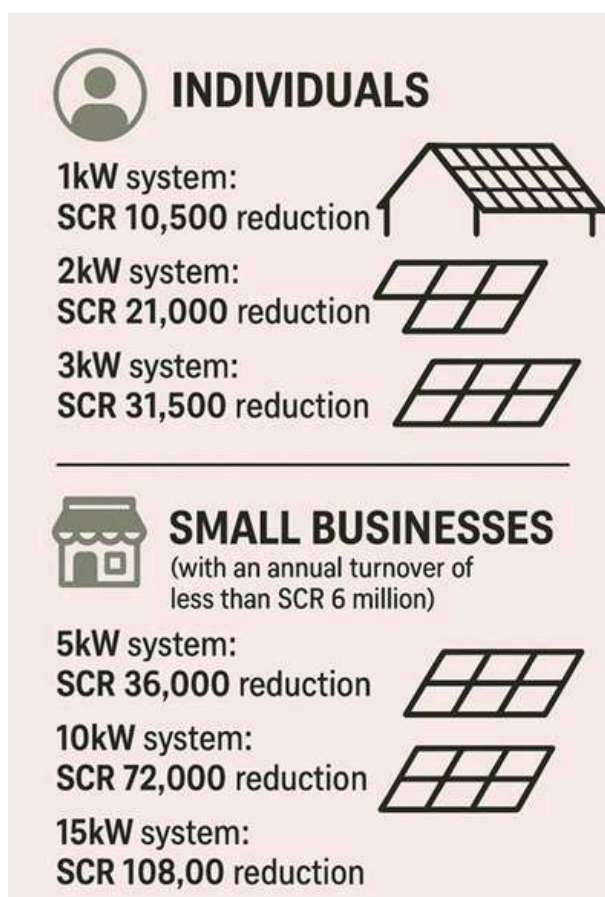 INDIVIDUALS
1kW system:
SCR 10,500 reduction
2kW system:
SCR 21,000 reduction
3kW system:
SCR 31,500 reduction
SMALL BUSINESSES
(with an annual turnover of
less than SCR 6 million)
5kW system:
SCR 36,000 reduction
10kW system:
SCR 72,000 reduction
15kW system:
SCR 108,00 reduction